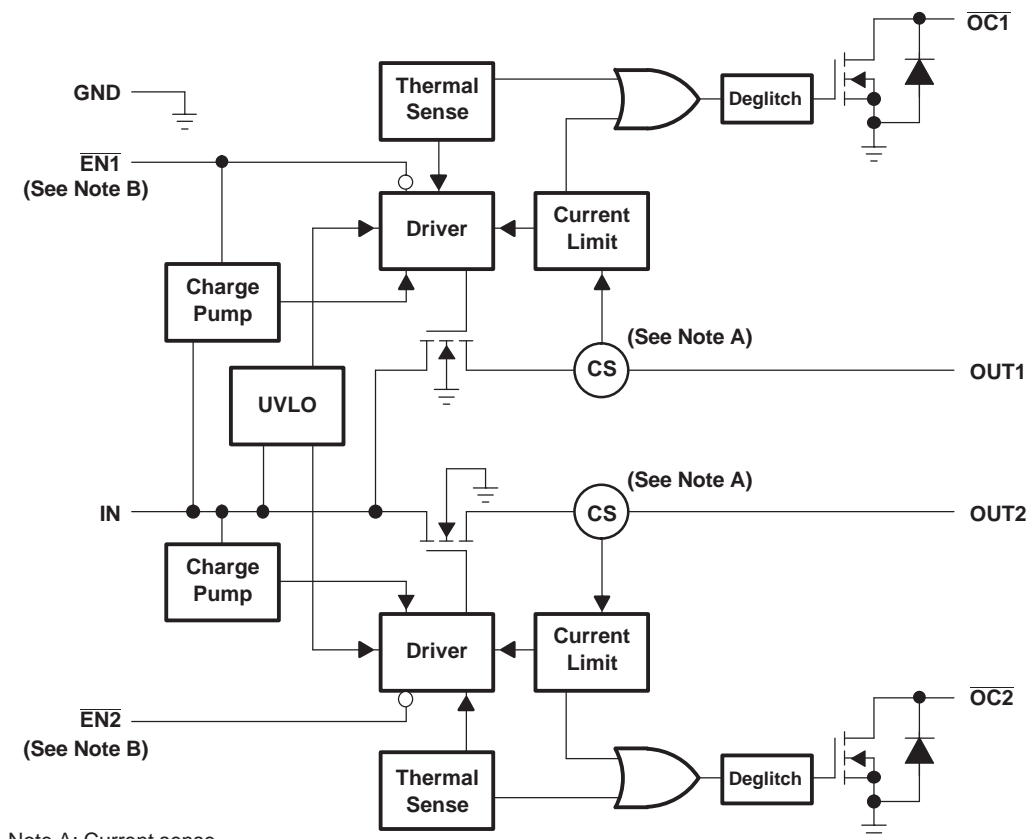 OC1
Thermal
Sense
Deglitch
GND
EN1
(See Note B)
Driver
Current
Limit
Charge
Pump
(See Note A)
CS
OUT1
UVLO
(See Note A)
IN
CS
OUT2
Charge
Pump
Driver
Current
Limit
OC2
EN2
(See Note B)
Thermal
Sense
Deglitch
Note A: Current sense